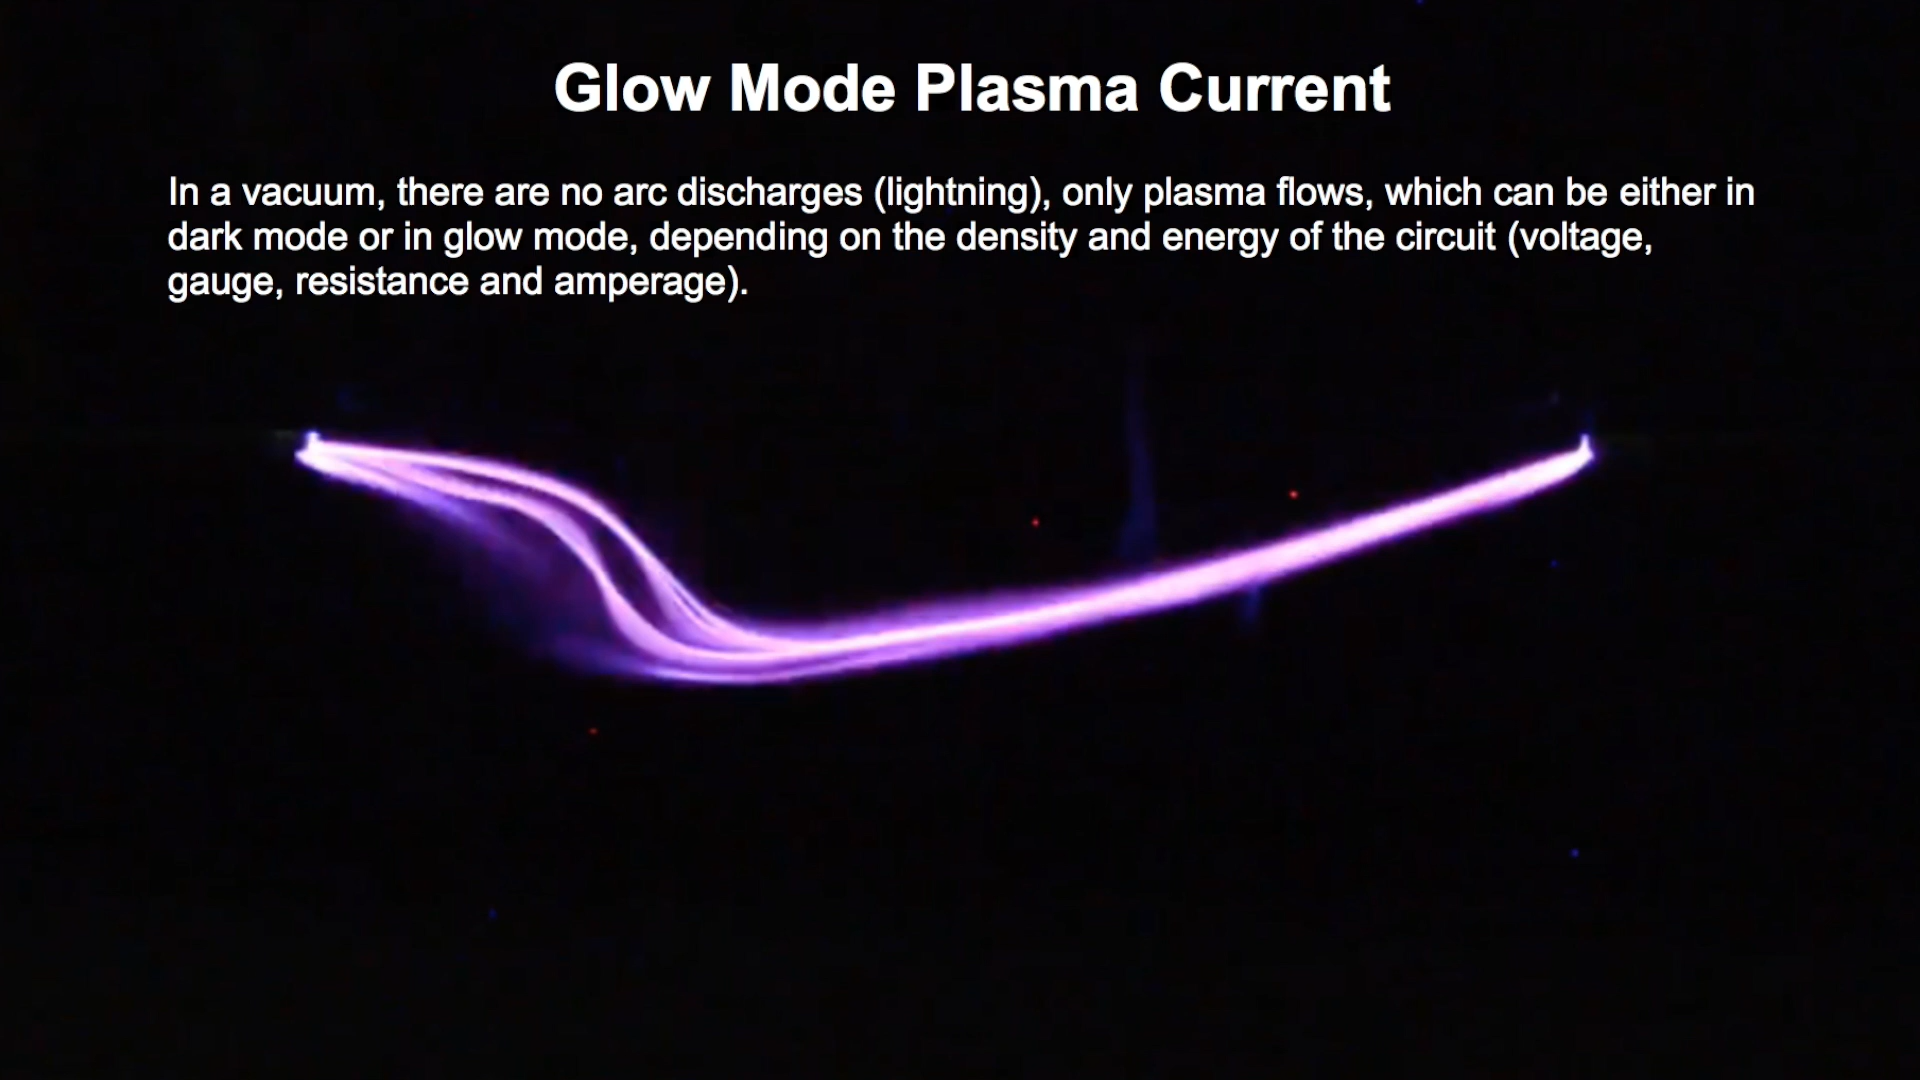 Glow Mode Plasma Current
In a vacuum, there are no arc discharges (lightning), only plasma flows, which can be either in
dark mode or in glow mode, depending on the density and energy of the circuit (voltage,
gauge, resistance and amperage).